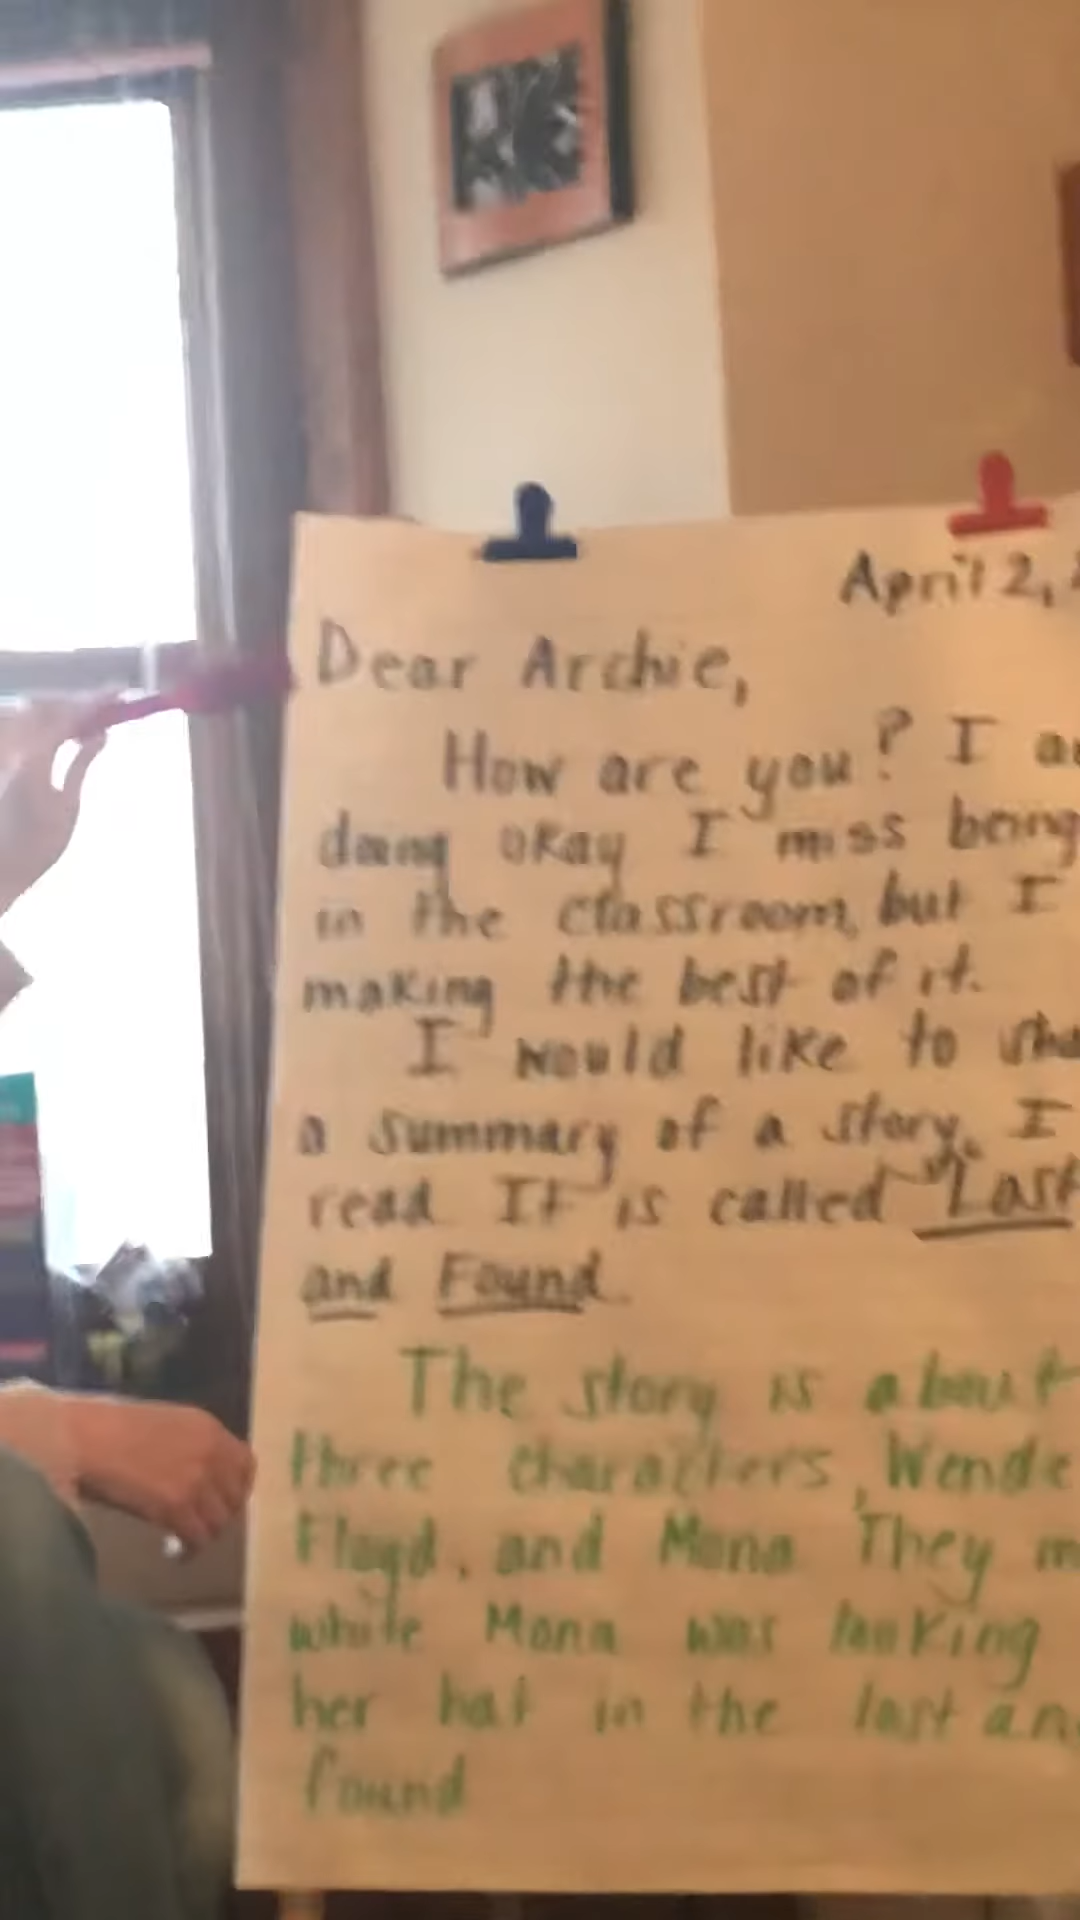 April 2,
Dear Archie,
How are you? I
doing okay I miss being
in the classroom, but I
making the best of it.
I would like to
a summary of a story. I
read. It is called "Lost
and Found.
The story is about
three characters, Wende
Floyd, and Mona They
while Mona was looking
her hat in the lost an
found